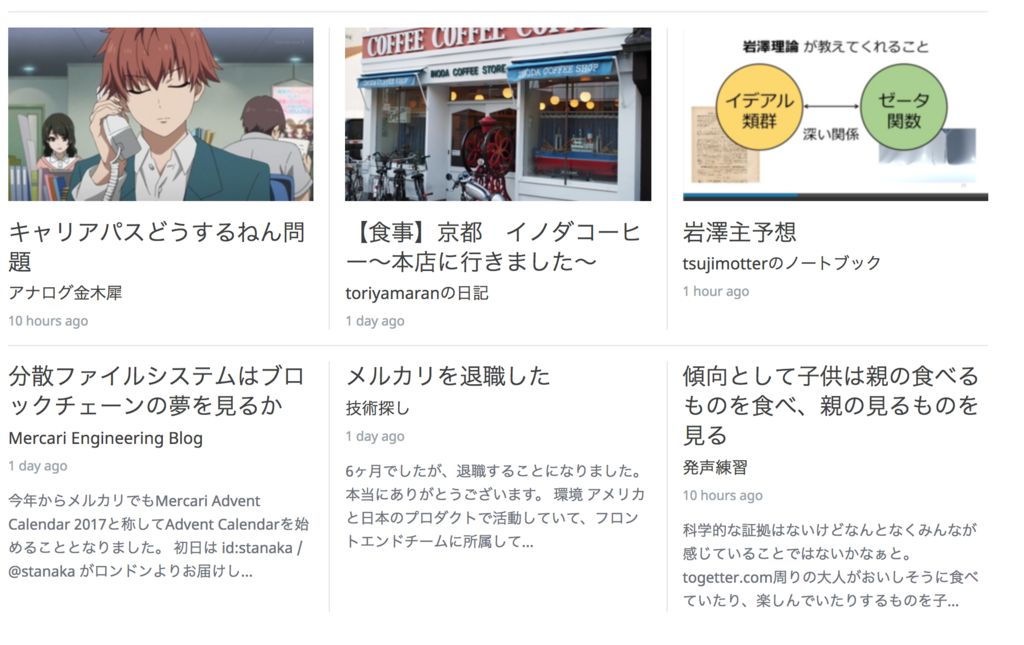 COFFEE COFFEE COFFEE
INODA COFFEE STORE
INODA COFFEE SHOP
岩澤理論 が教えてくれること
イデアル
類群
ゼータ
関数
深い関係
キャリアパスどうするねん問
題
アナログ金木犀
10 hours ago
【食事】京都　イノダコーヒ
ー〜本店に行きました〜
toriyamaranの日記
1 day ago
岩澤主予想
tsujimotterのノートブック
1 hour ago
分散ファイルシステムはブロ
ックチェーンの夢を見るか
Mercari Engineering Blog
1 day ago
今年からメルカリでもMercari Advent
Calendar 2017と称してAdvent Calendarを始
めることとなりました。 初日は id:stanaka /
@stanaka がロンドンよりお届けし...
メルカリを退職した
技術探し
1 day ago
6ヶ月でしたが、退職することになりました。
本当にありがとうございます。 環境 アメリカ
と日本のプロダクトで活動していて、フロン
トエンドチームに所属して...
傾向として子供は親の食べる
ものを食べ、親の見るものを
見る
発声練習
10 hours ago
科学的な証拠はないけどなんとなくみんなが
感じていることではないかなぁと。
togetter.com周りの大人がおいしそうに食べ
ていたり、楽しんでいたりするものを子...